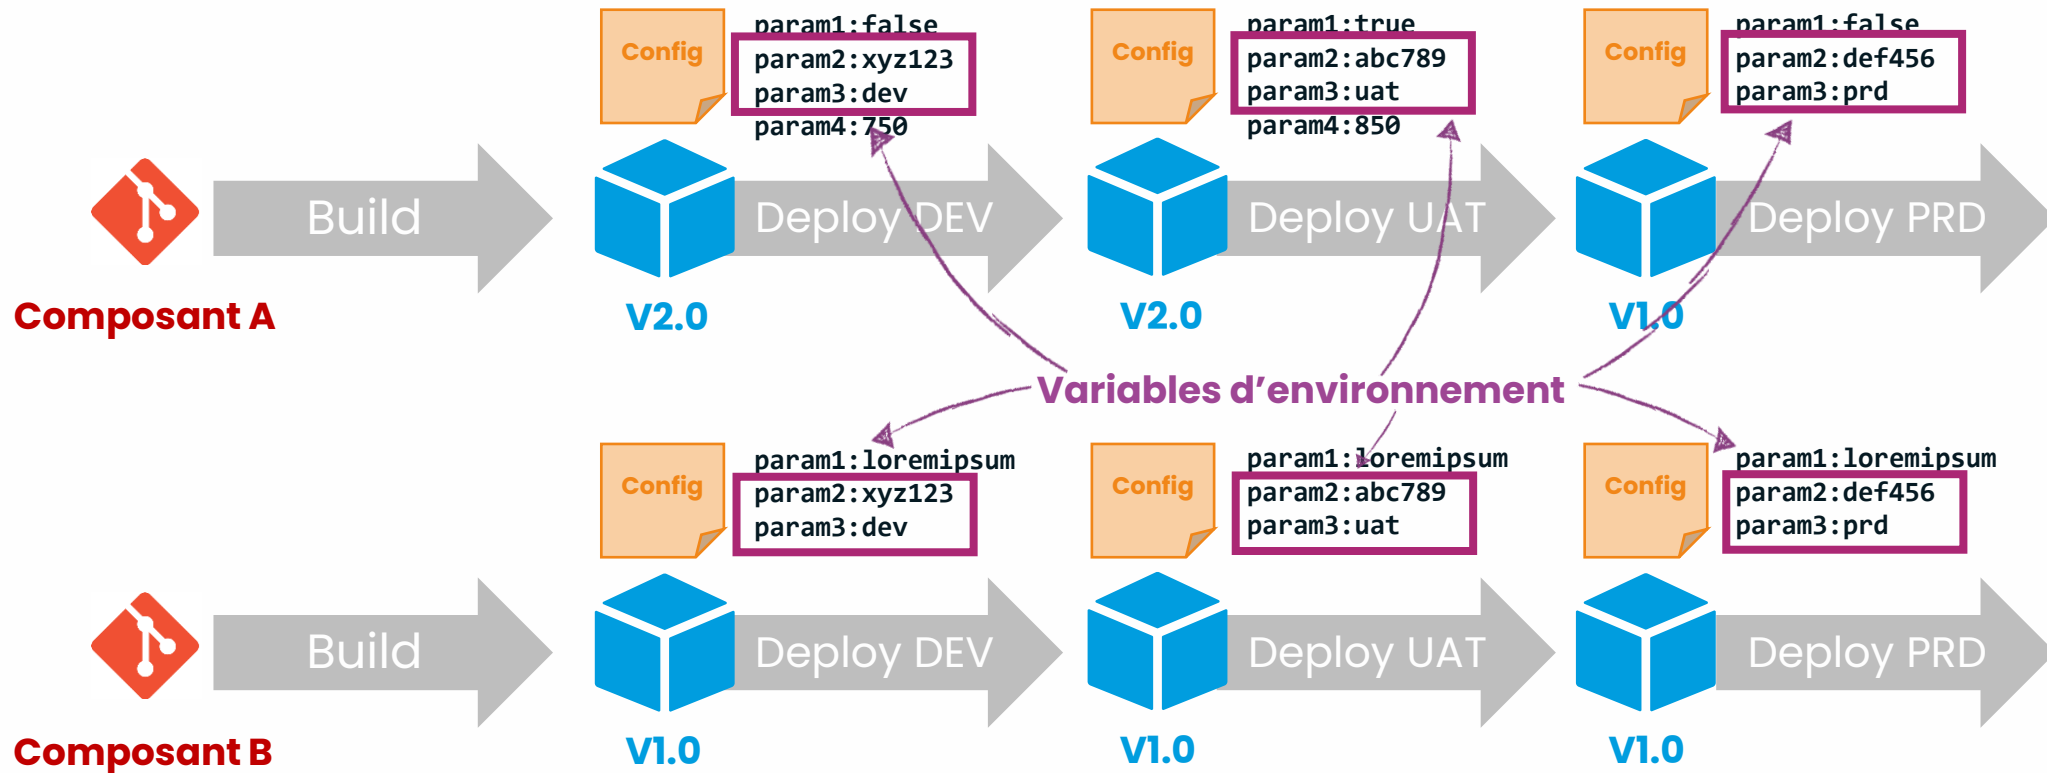 Config
param1:false
param2:xyz123
param3:dev
param4:750
Config
param1:true
param2:abc789
param3:uat
param4:850
Config
param1:false
param2:def456
param3:prd
Build
Deploy DEV
Deploy UAT
Deploy PRD
Composant A
V2.0
V2.0
V1.0
Variables d’environnement
Config
param1:loremipsum
param2:xyz123
param3:dev
Config
param1:loremipsum
param2:abc789
param3:uat
Config
param1:loremipsum
param2:def456
param3:prd
Build
Deploy DEV
Deploy UAT
Deploy PRD
Composant B
V1.0
V1.0
V1.0